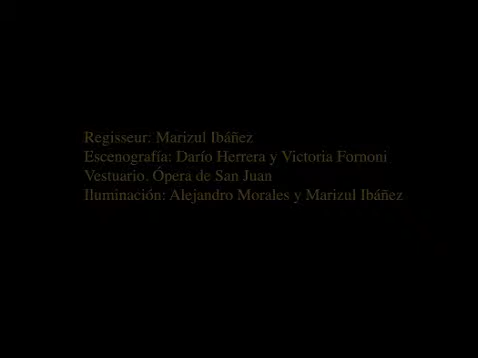 Regisseur: Marizul Ibáñez
Escenografía: Darío Herrera y Victoria Fornoni
Vestuario. Ópera de San Juan
Iluminación: Alejandro Morales y Marizul Ibáñez